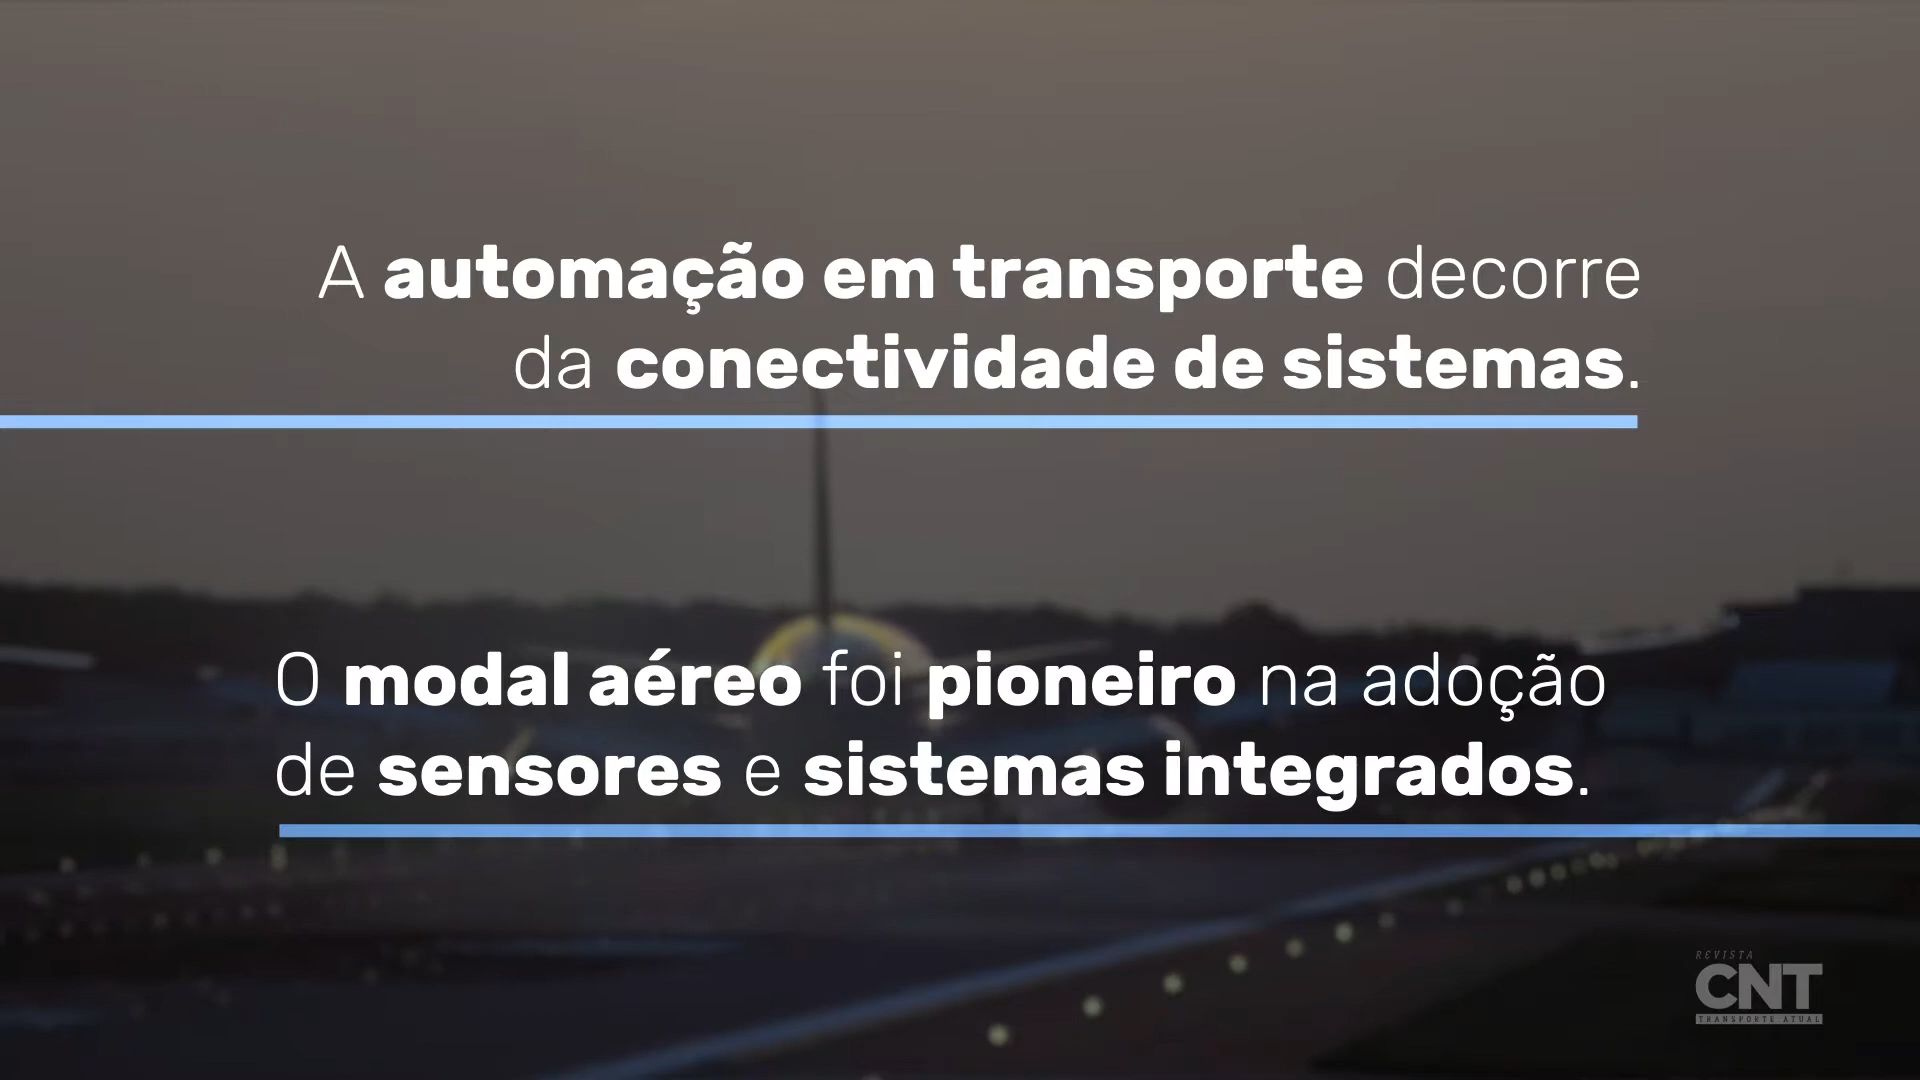 A automação em transporte decorre
da conectividade de sistemas.
O modal aéreo foi pioneiro na adoção
de sensores e sistemas integrados.
REVISTA
CNT
TRANSPORTE ATUAL